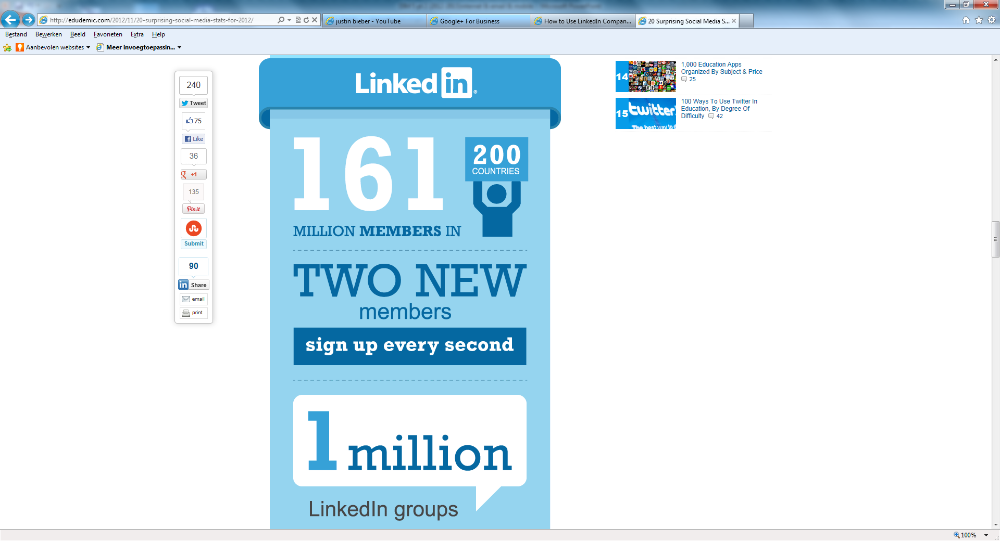 http://edudemic.com/2012/11/20-surprising-social-media-stats-for-2012/
justin bieber - YouTube
Google+ For Business
How to Use LinkedIn Compan...
20 Surprising Social Media S...
Bestand Bewerken Beeld Favorieten Extra Help
Aanbevolen websites
Meer invoegtoepassin...
240
Tweet
75
Like
36
+1
135
Pin it
Submit
90
in Share
email
print
Linked in ®
161
200
COUNTRIES
MILLION MEMBERS IN
TWO NEW
members
sign up every second
1 million
LinkedIn groups
14
1,000 Education Apps
Organized By Subject & Price
25
15
twitter
The best way to
100 Ways To Use Twitter In
Education, By Degree Of
Difficulty 42
100%